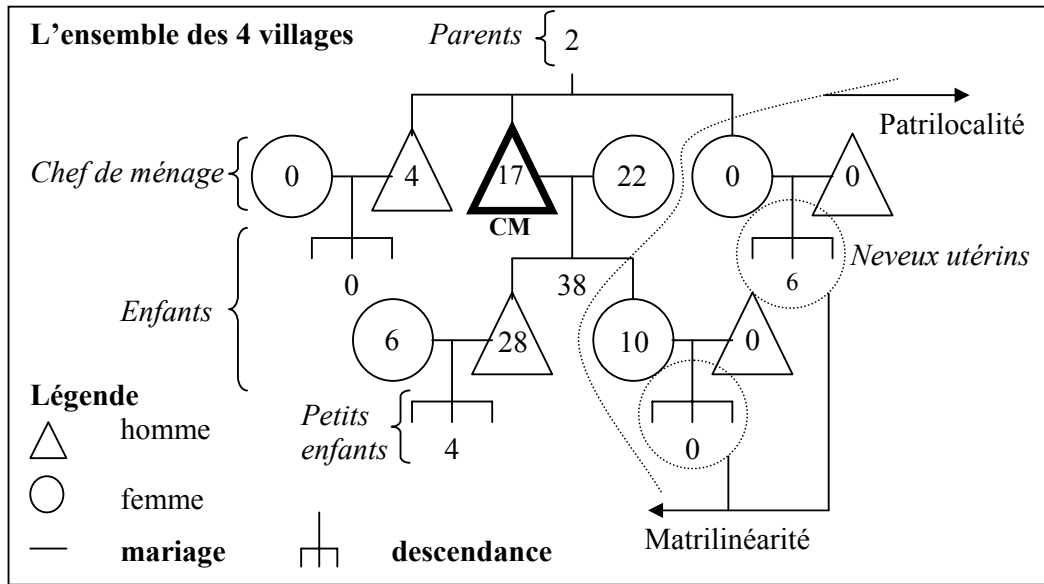 L'ensemble des 4 villages
Parents
2
Patrilocalité
Chef de ménage
0
4
17
22
0
0
CM
Neveux utérins
6
0
38
Enfants
6
28
10
0
Légende
homme
Petits
enfants
4
0
femme
Matrilinéarité
mariage
descendance